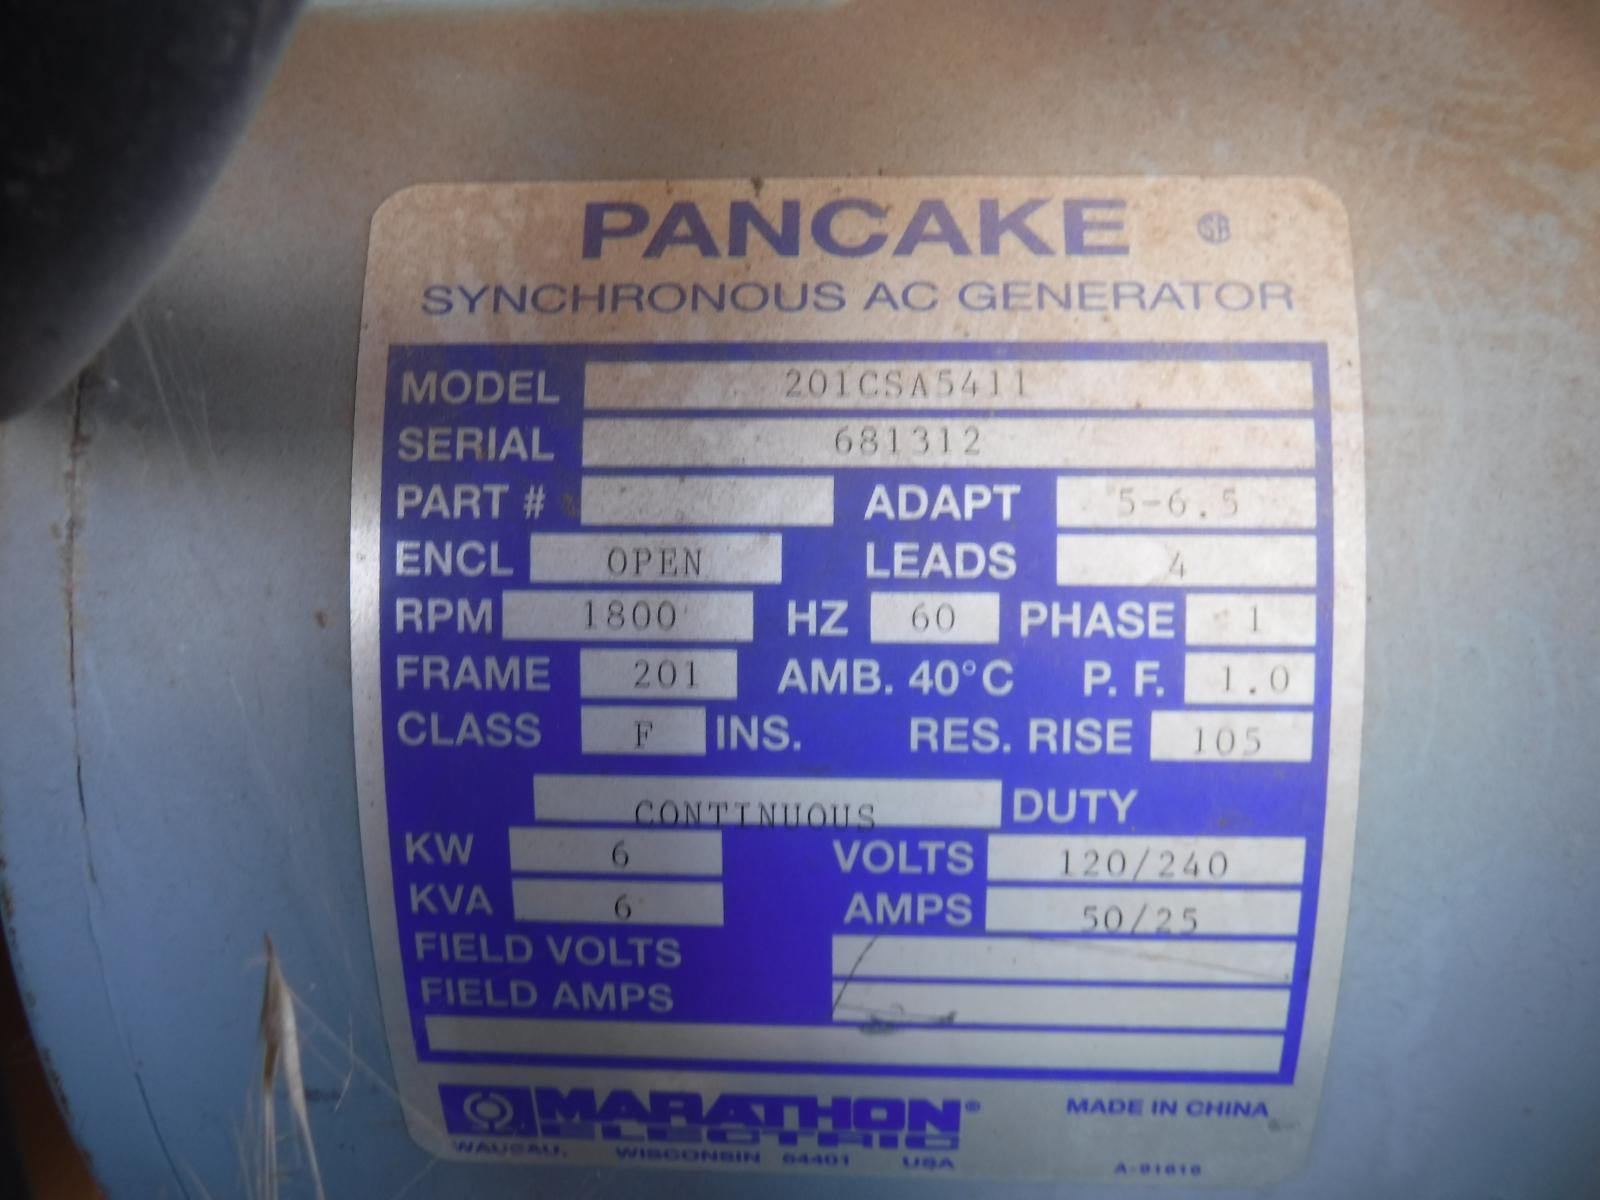 PANCAKE SA
SYNCHRONOUS AC GENERATOR
MODEL 201CSA5411
SERIAL 681312
PART # ADAPT 5-6.5
ENCL OPEN LEADS 4
RPM 1800 HZ 60 PHASE 1
FRAME 201 AMB. 40°C P.F. 1.0
CLASS F INS. RES. RISE 105
CONTINUOUS DUTY
KW 6 VOLTS 120/240
KVA 6 AMPS 50/25
FIELD VOLTS
FIELD AMPS
MARATHON® MADE IN CHINA
ELECTRIC
WAUSAU, WISCONSIN 54401 USA